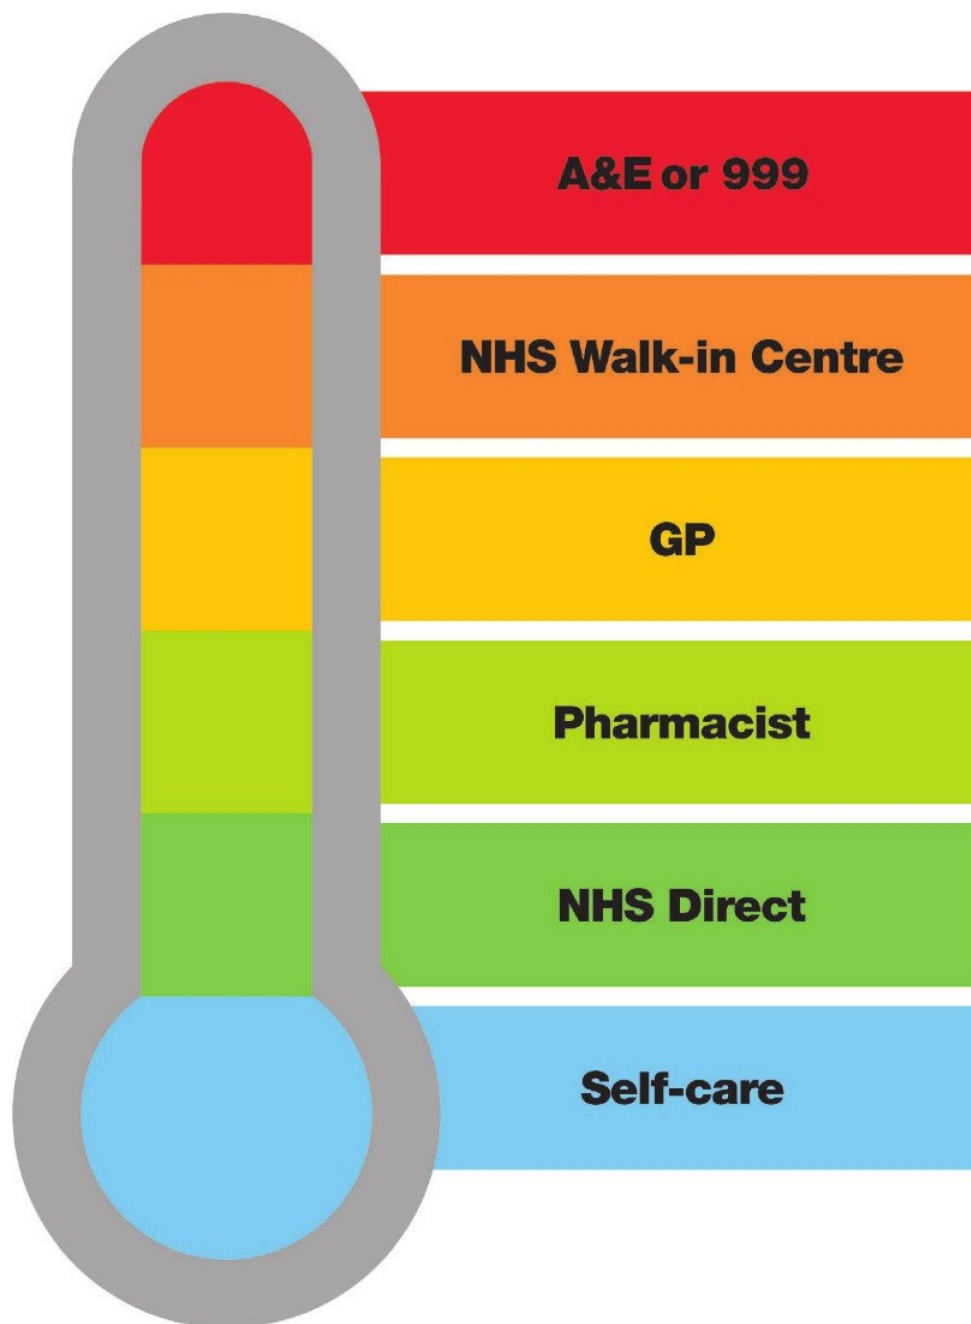 A&E or 999
NHS Walk-in Centre
GP
Pharmacist
NHS Direct
Self-care